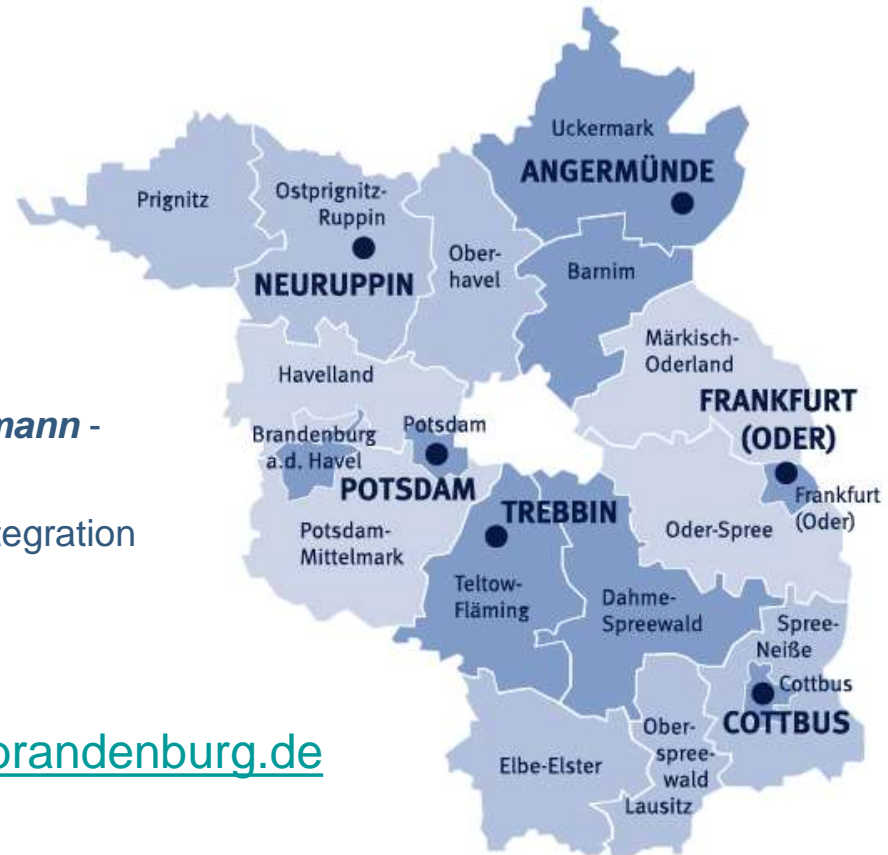 mann -
tegration
brandenburg.de
Uckermark
ANGERMÜNDE
Prignitz
Ostprignitz-
Ruppin
NEURUPPIN
Ober-
havel
Barnim
Märkisch-
Oderland
Havelland
FRANKFURT
(ODER)
Brandenburg
a.d. Havel
Potsdam
POTSDAM
Frankfurt
(Oder)
TREBBIN
Oder-Spree
Potsdam-
Mittelmark
Teltow-
Fläming
Dahme-
Spreewald
Spree-
Neiße
Cottbus
COTTBUS
Elbe-Elster
Ober-
spree-
wald
Lausitz